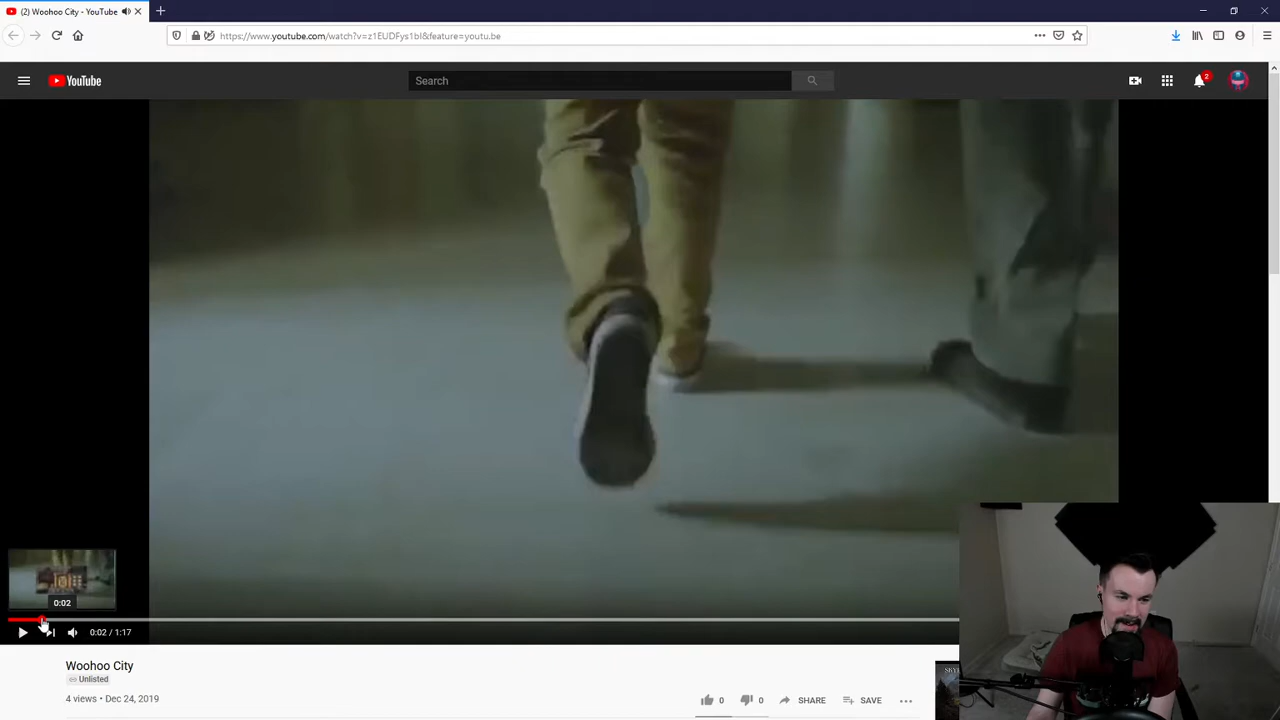 (2) Woohoo City - YouTube
https://www.youtube.com/watch?v=z1EUDFys1bI&feature=youtu.be
YouTube
Search
2
0:02
0:02 / 1:17
Woohoo City
Unlisted
4 views • Dec 24, 2019
0
0
SHARE
SAVE